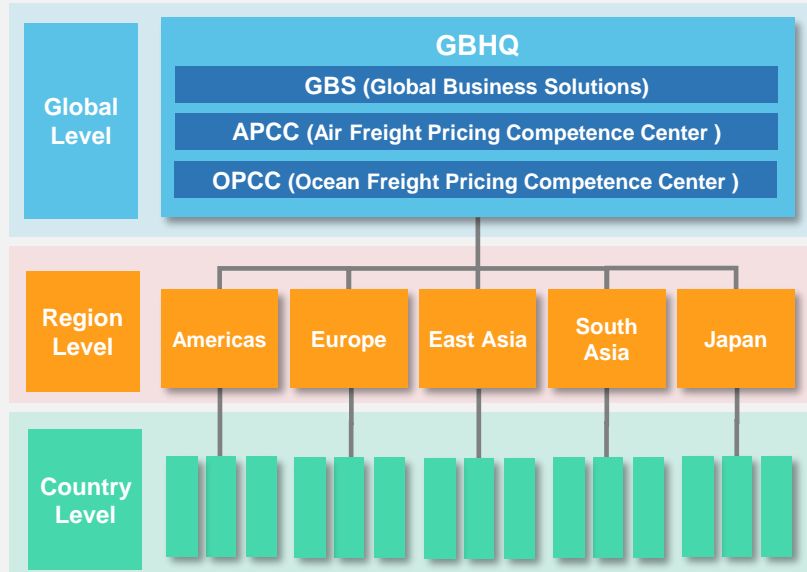 Global
Level
GBHQ
GBS (Global Business Solutions)
APCC (Air Freight Pricing Competence Center )
OPCC (Ocean Freight Pricing Competence Center )
Region
Level
Americas
Europe
East Asia
South
Asia
Japan
Country
Level